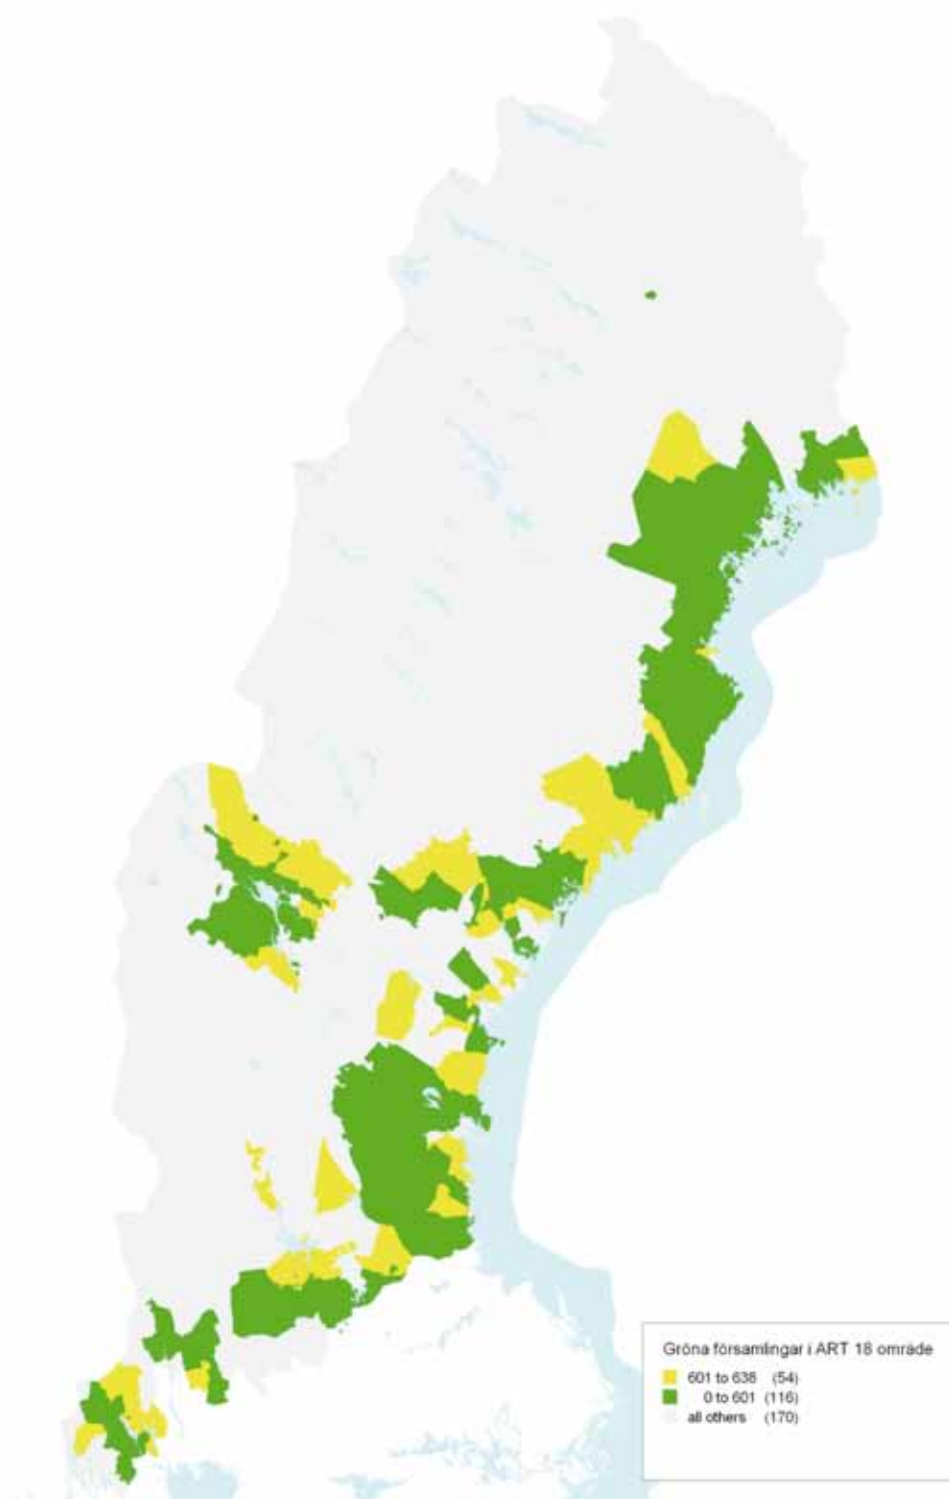 Gröna församlingar i ART 18 område
601 to 638 (54)
0 to 601 (116)
all others (170)